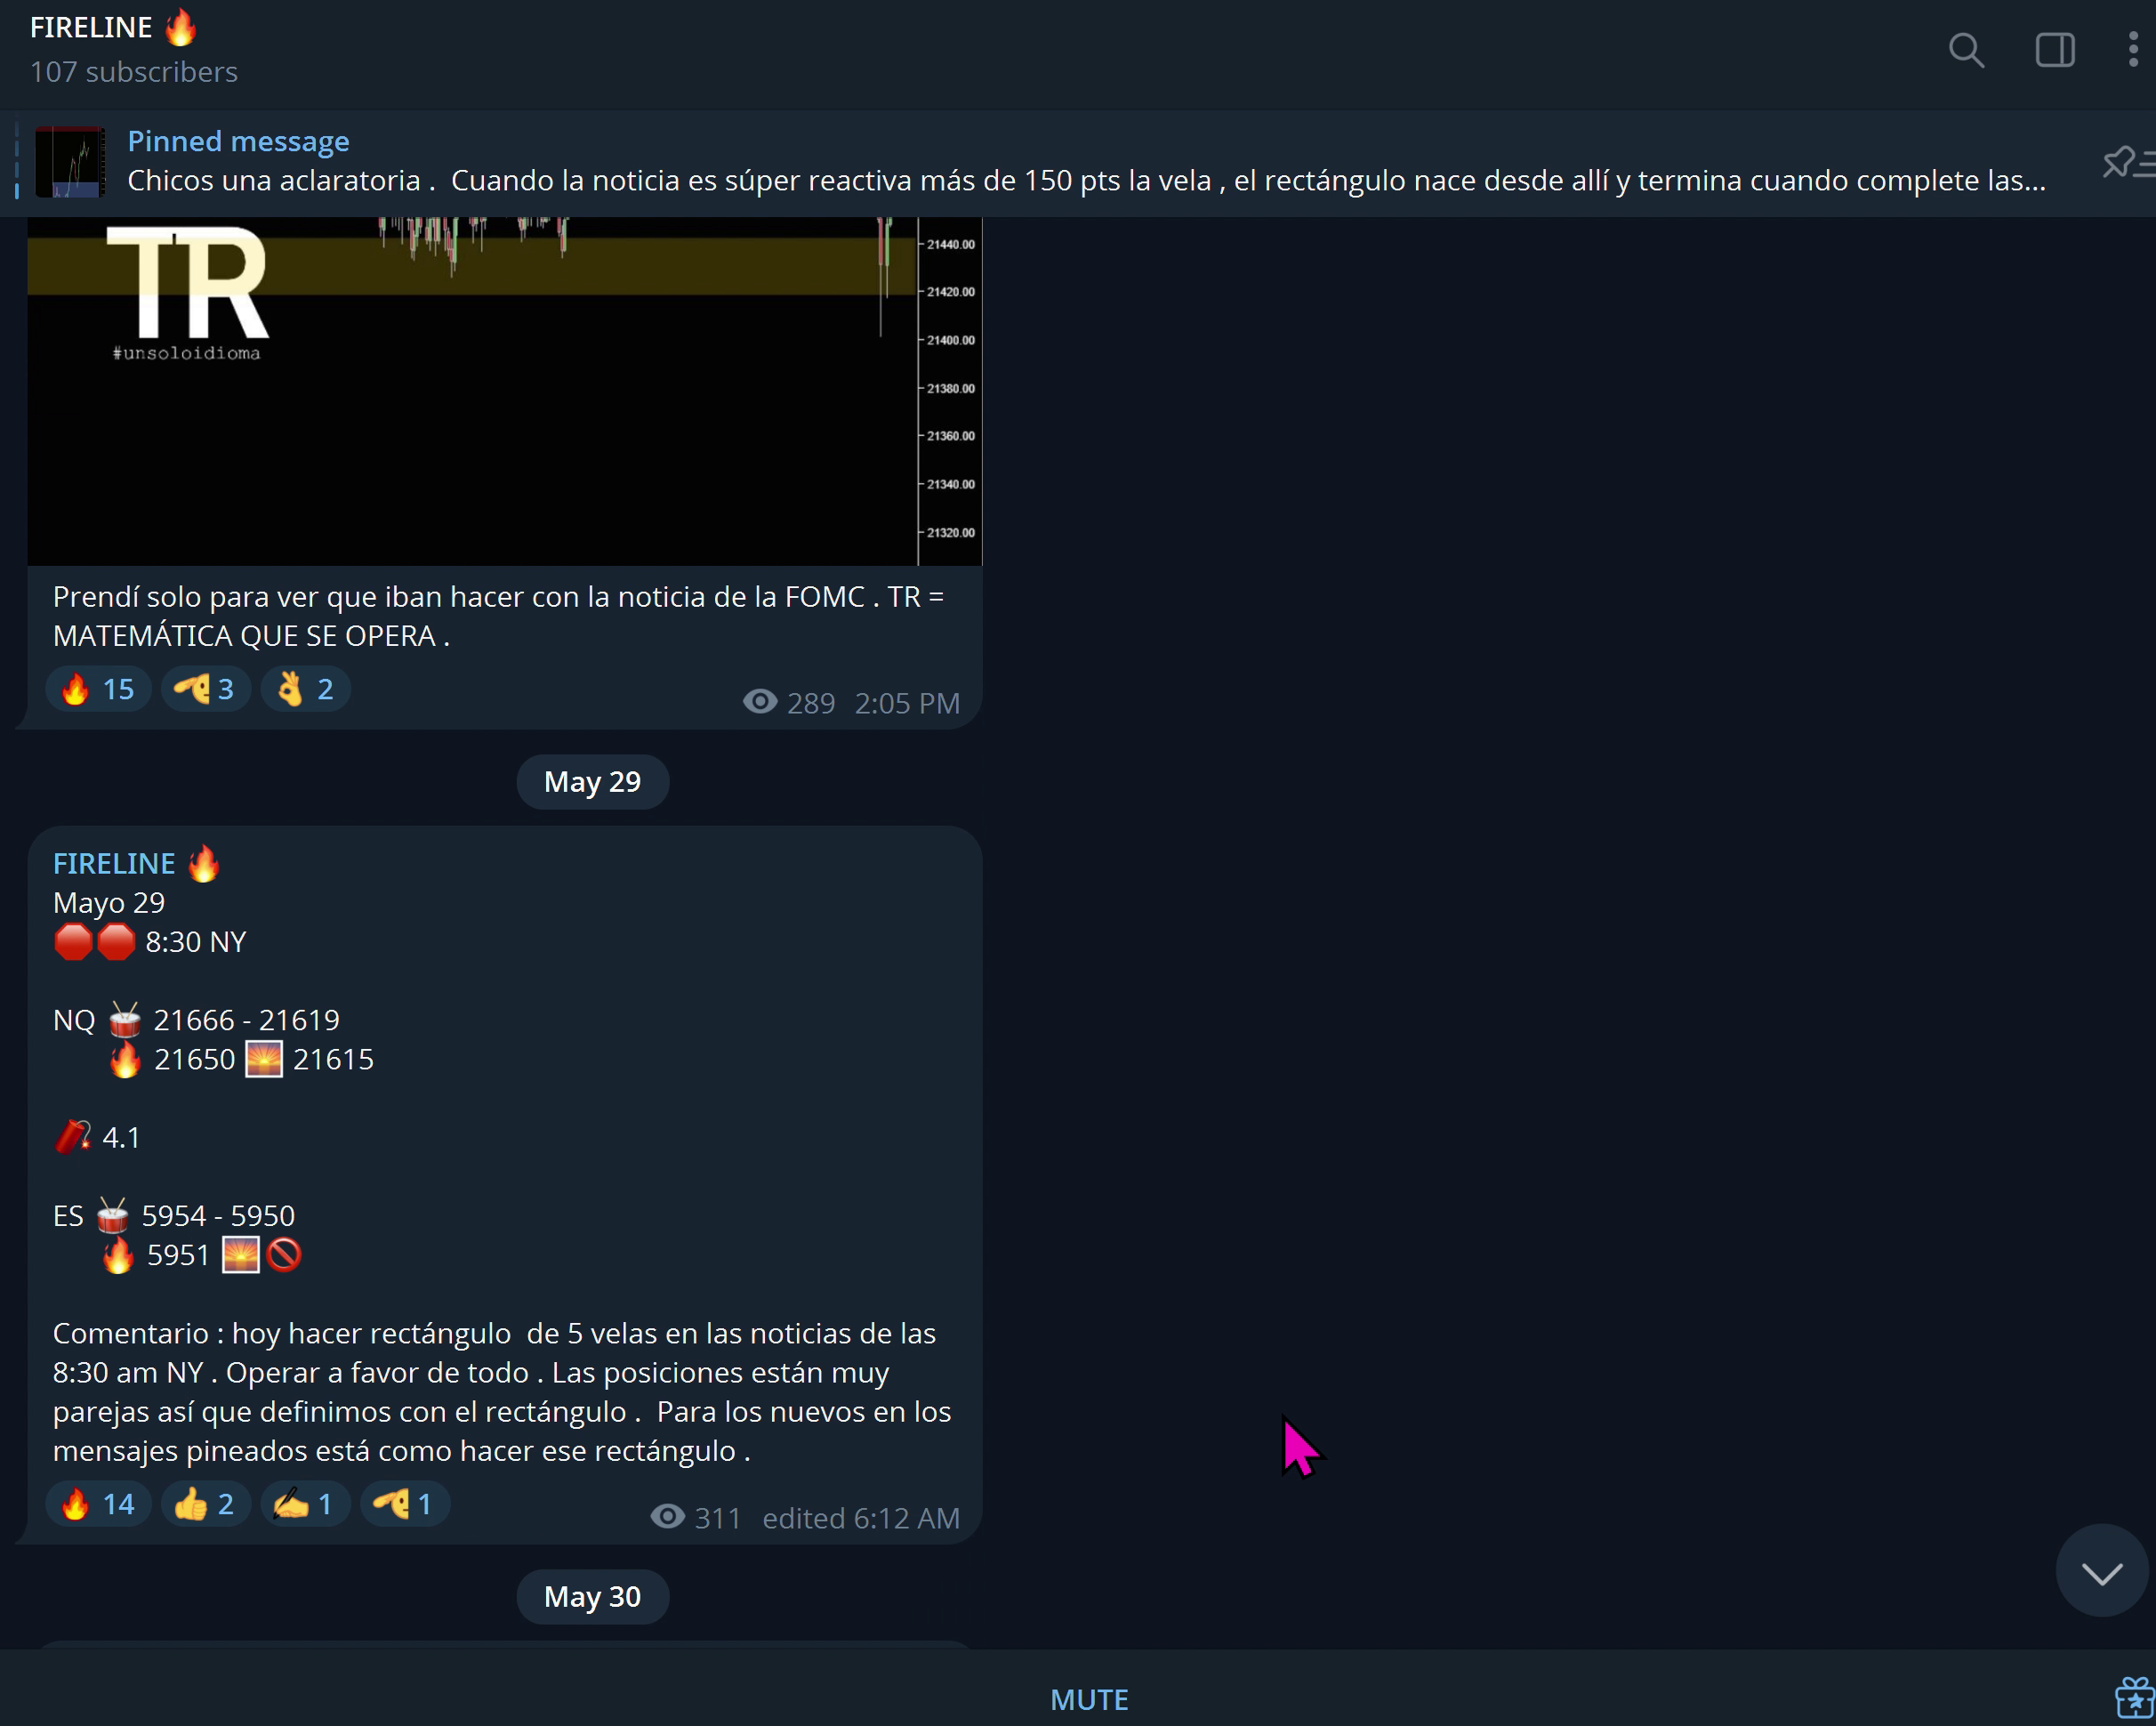 FIRELINE 🔥
107 subscribers
Pinned message
Chicos una aclaratoria .  Cuando la noticia es súper reactiva más de 150 pts la vela , el rectángulo nace desde allí y termina cuando complete las...
TR
#unsoloidioma
21440.00
21420.00
21400.00
21380.00
21360.00
21340.00
21320.00
Prendí solo para ver que iban hacer con la noticia de la FOMC . TR =
MATEMÁTICA QUE SE OPERA .
🔥 15 🫵 3 👌 2
289 2:05 PM
May 29
FIRELINE 🔥
Mayo 29
🛑🛑 8:30 NY
NQ 🥁 21666 - 21619
🔥 21650 🌅 21615
🧨 4.1
ES 🥁 5954 - 5950
🔥 5951 🌅🚫
Comentario : hoy hacer rectángulo  de 5 velas en las noticias de las
8:30 am NY . Operar a favor de todo . Las posiciones están muy
parejas así que definimos con el rectángulo .  Para los nuevos en los
mensajes pineados está como hacer ese rectángulo .
🔥 14 👍 2 ✍ 1 🫵 1
311 edited 6:12 AM
May 30
MUTE